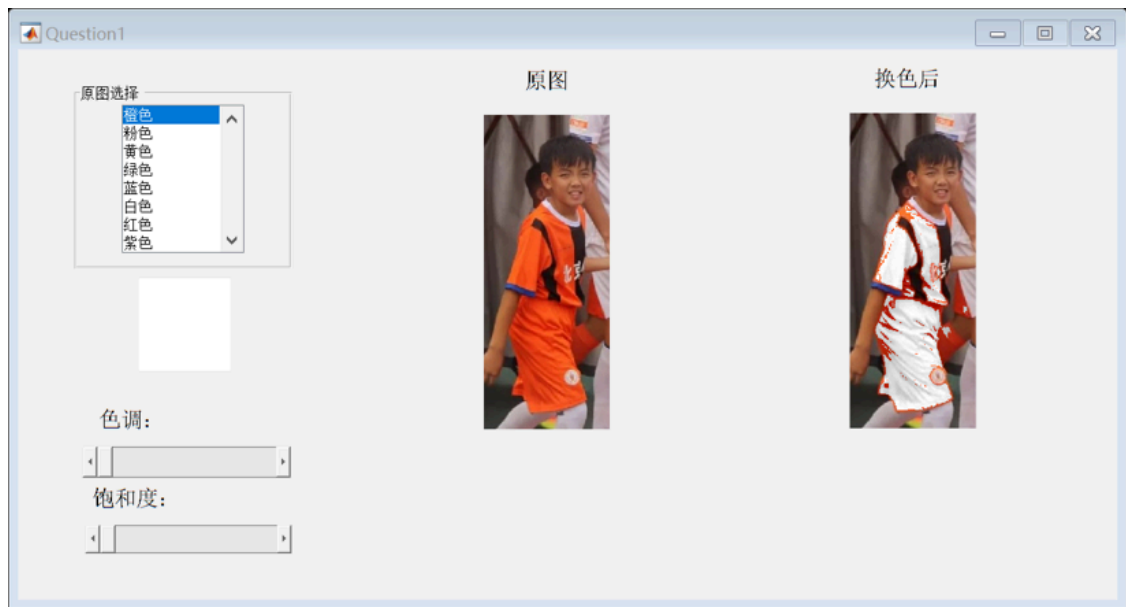 Question1
原图选择
橙色
粉色
黄色
绿色
蓝色
白色
红色
紫色
色调：
饱和度：
原图
换色后